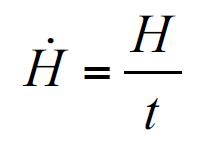 Ḣ = H / t